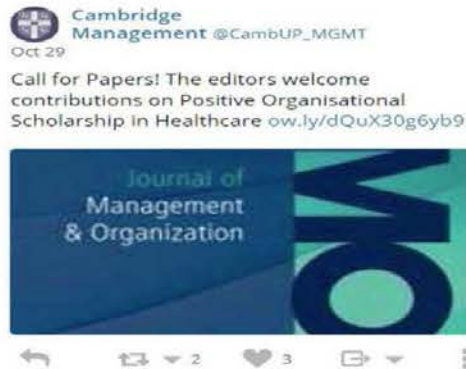 Cambridge
Management @CambUP_MGMT
Oct 29
Call for Papers! The editors welcome
contributions on Positive Organisational
Scholarship in Healthcare ow.ly/dQuX30g6yb9
Journal of
Management
& Organization
JMO
2
3